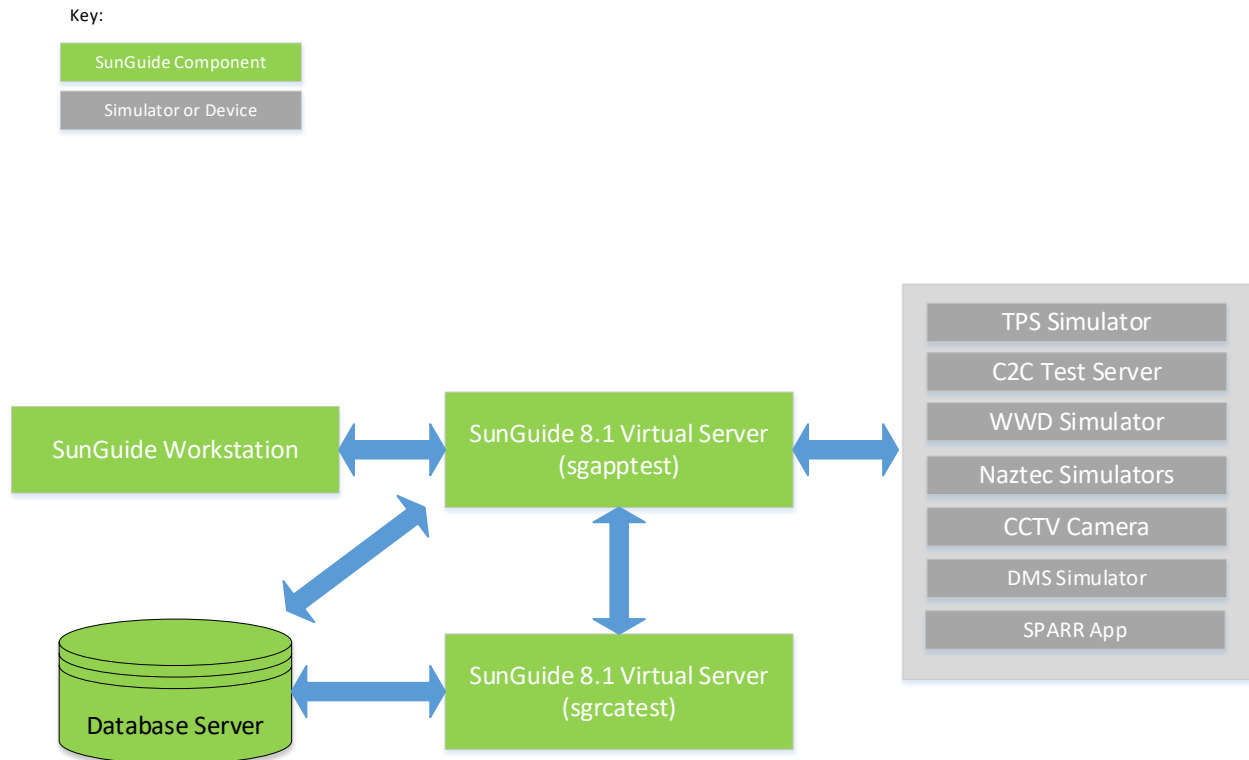 Key:
SunGuide Component
Simulator or Device
TPS Simulator
C2C Test Server
WWD Simulator
Naztec Simulators
CCTV Camera
DMS Simulator
SPARR App
SunGuide Workstation
SunGuide 8.1 Virtual Server
(sgapptest)
Database Server
SunGuide 8.1 Virtual Server
(sgrcatest)